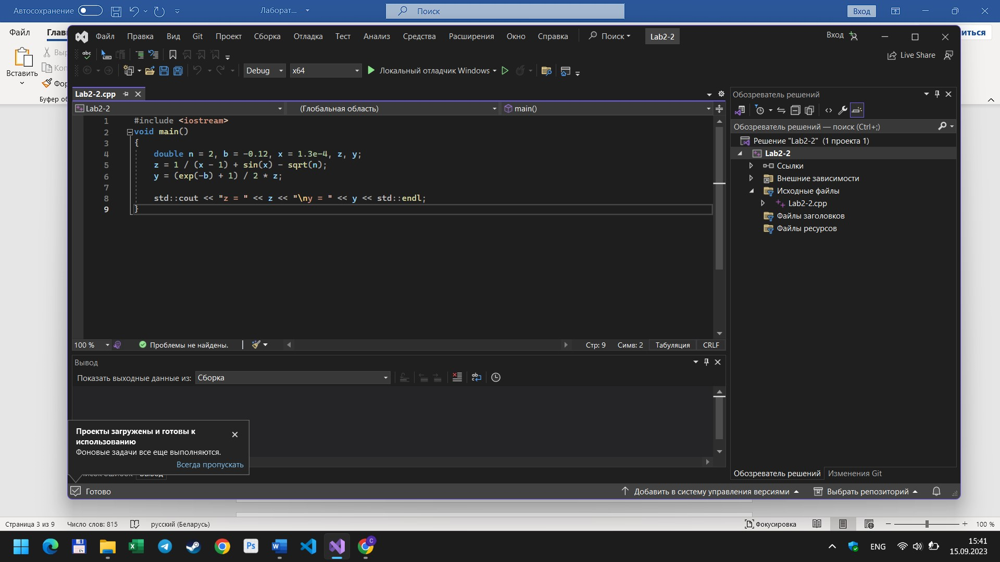 Автосохранение
Лаборат...
Поиск
Вход
Файл
Глав
Вставить
Буфер об
иться
Файл Правка Вид Git Проект Сборка Отладка Тест Анализ Средства Расширения Окно Справка Поиск Lab2-2 Вход
Live Share
Debug x64 Локальный отладчик Windows
Lab2-2.cpp
Lab2-2 (Глобальная область) main()
1 #include <iostream>
2 void main()
3 {
4 double n = 2, b = -0.12, x = 1.3e-4, z, y;
5 z = 1 / (x - 1) + sin(x) - sqrt(n);
6 y = (exp(-b) + 1) / 2 * z;
7
8 std::cout << "z = " << z << "\ny = " << y << std::endl;
9 }
100 % Проблемы не найдены. Стр: 9 Симв: 2 Табуляция CRLF
Вывод
Показать выходные данные из: Сборка
Проекты загружены и готовы к
использованию
Фоновые задачи все еще выполняются.
Всегда пропускать
Обозреватель решений
Обозреватель решений — поиск (Ctrl+;)
Решение "Lab2-2" (1 проекта 1)
Lab2-2
Ссылки
Внешние зависимости
Исходные файлы
Lab2-2.cpp
Файлы заголовков
Файлы ресурсов
Обозреватель решений Изменения Git
Готово Добавить в систему управления версиями Выбрать репозиторий
Страница 3 из 9 Число слов: 815 русский (Беларусь) Фокусировка 100 %
ENG
15:41
15.09.2023